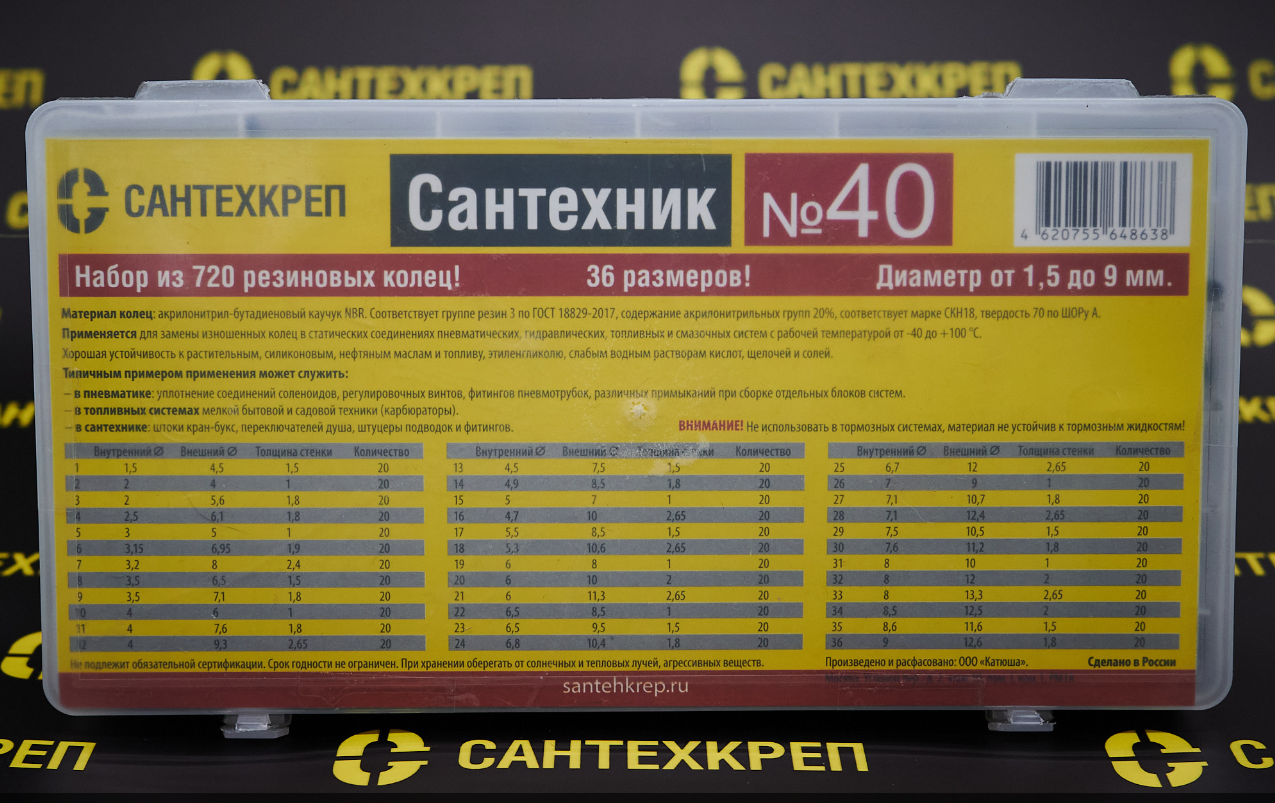 САНТЕХКРЕП
САНТЕХКРЕП
САНТЕХКРЕП Сантехник №40
4 620755 648638
Набор из 720 резиновых колец! 36 размеров! Диаметр от 1,5 до 9 мм.
Материал колец: акрилонитрил-бутадиеновый каучук NBR. Соответствует группе резин 3 по ГОСТ 18829-2017, содержание акрилонитрильных групп 20%, соответствует марке СКН18, твердость 70 по ШОРу А.
Применяется для замены изношенных колец в статических соединениях пневматических, гидравлических, топливных и смазочных систем с рабочей температурой от -40 до +100 °С.
Хорошая устойчивость к растительным, силиконовым, нефтяным маслам и топливу, этиленгликолю, слабым водным растворам кислот, щелочей и солей.
Типичным примером применения может служить:
– в пневматике: уплотнение соединений соленоидов, регулировочных винтов, фитингов пневмотрубок, различных примыканий при сборке отдельных блоков систем.
– в топливных системах мелкой бытовой и садовой техники (карбюраторы).
– в сантехнике: штоки кран-букс, переключателей душа, штуцеры подводок и фитингов. ВНИМАНИЕ! Не использовать в тормозных системах, материал не устойчив к тормозным жидкостям!
Внутренний Ø Внешний Ø Толщина стенки Количество
1 1,5 4,5 1,5 20
2 2 4 1 20
3 2 5,6 1,8 20
4 2,5 6,1 1,8 20
5 3 5 1 20
6 3,15 6,95 1,9 20
7 3,2 8 2,4 20
8 3,5 6,5 1,5 20
9 3,5 7,1 1,8 20
10 4 6 1 20
11 4 7,6 1,8 20
12 4 9,3 2,65 20
Внутренний Ø Внешний Ø Толщина стенки Количество
13 4,5 7,5 1,5 20
14 4,9 8,5 1,8 20
15 5 7 1 20
16 4,7 10 2,65 20
17 5,5 8,5 1,5 20
18 5,3 10,6 2,65 20
19 6 8 1 20
20 6 10 2 20
21 6 11,3 2,65 20
22 6,5 8,5 1 20
23 6,5 9,5 1,5 20
24 6,8 10,4 1,8 20
Внутренний Ø Внешний Ø Толщина стенки Количество
25 6,7 12 2,65 20
26 7 9 1 20
27 7,1 10,7 1,8 20
28 7,1 12,4 2,65 20
29 7,5 10,5 1,5 20
30 7,6 11,2 1,8 20
31 8 10 1 20
32 8 12 2 20
33 8 13,3 2,65 20
34 8,5 12,5 2 20
35 8,6 11,6 1,5 20
36 9 12,6 1,8 20
Не подлежит обязательной сертификации. Срок годности не ограничен. При хранении оберегать от солнечных и тепловых лучей, агрессивных веществ.
Произведено и расфасовано: ООО «Катюша». Сделано в России
santehkrep.ru
САНТЕХКРЕП